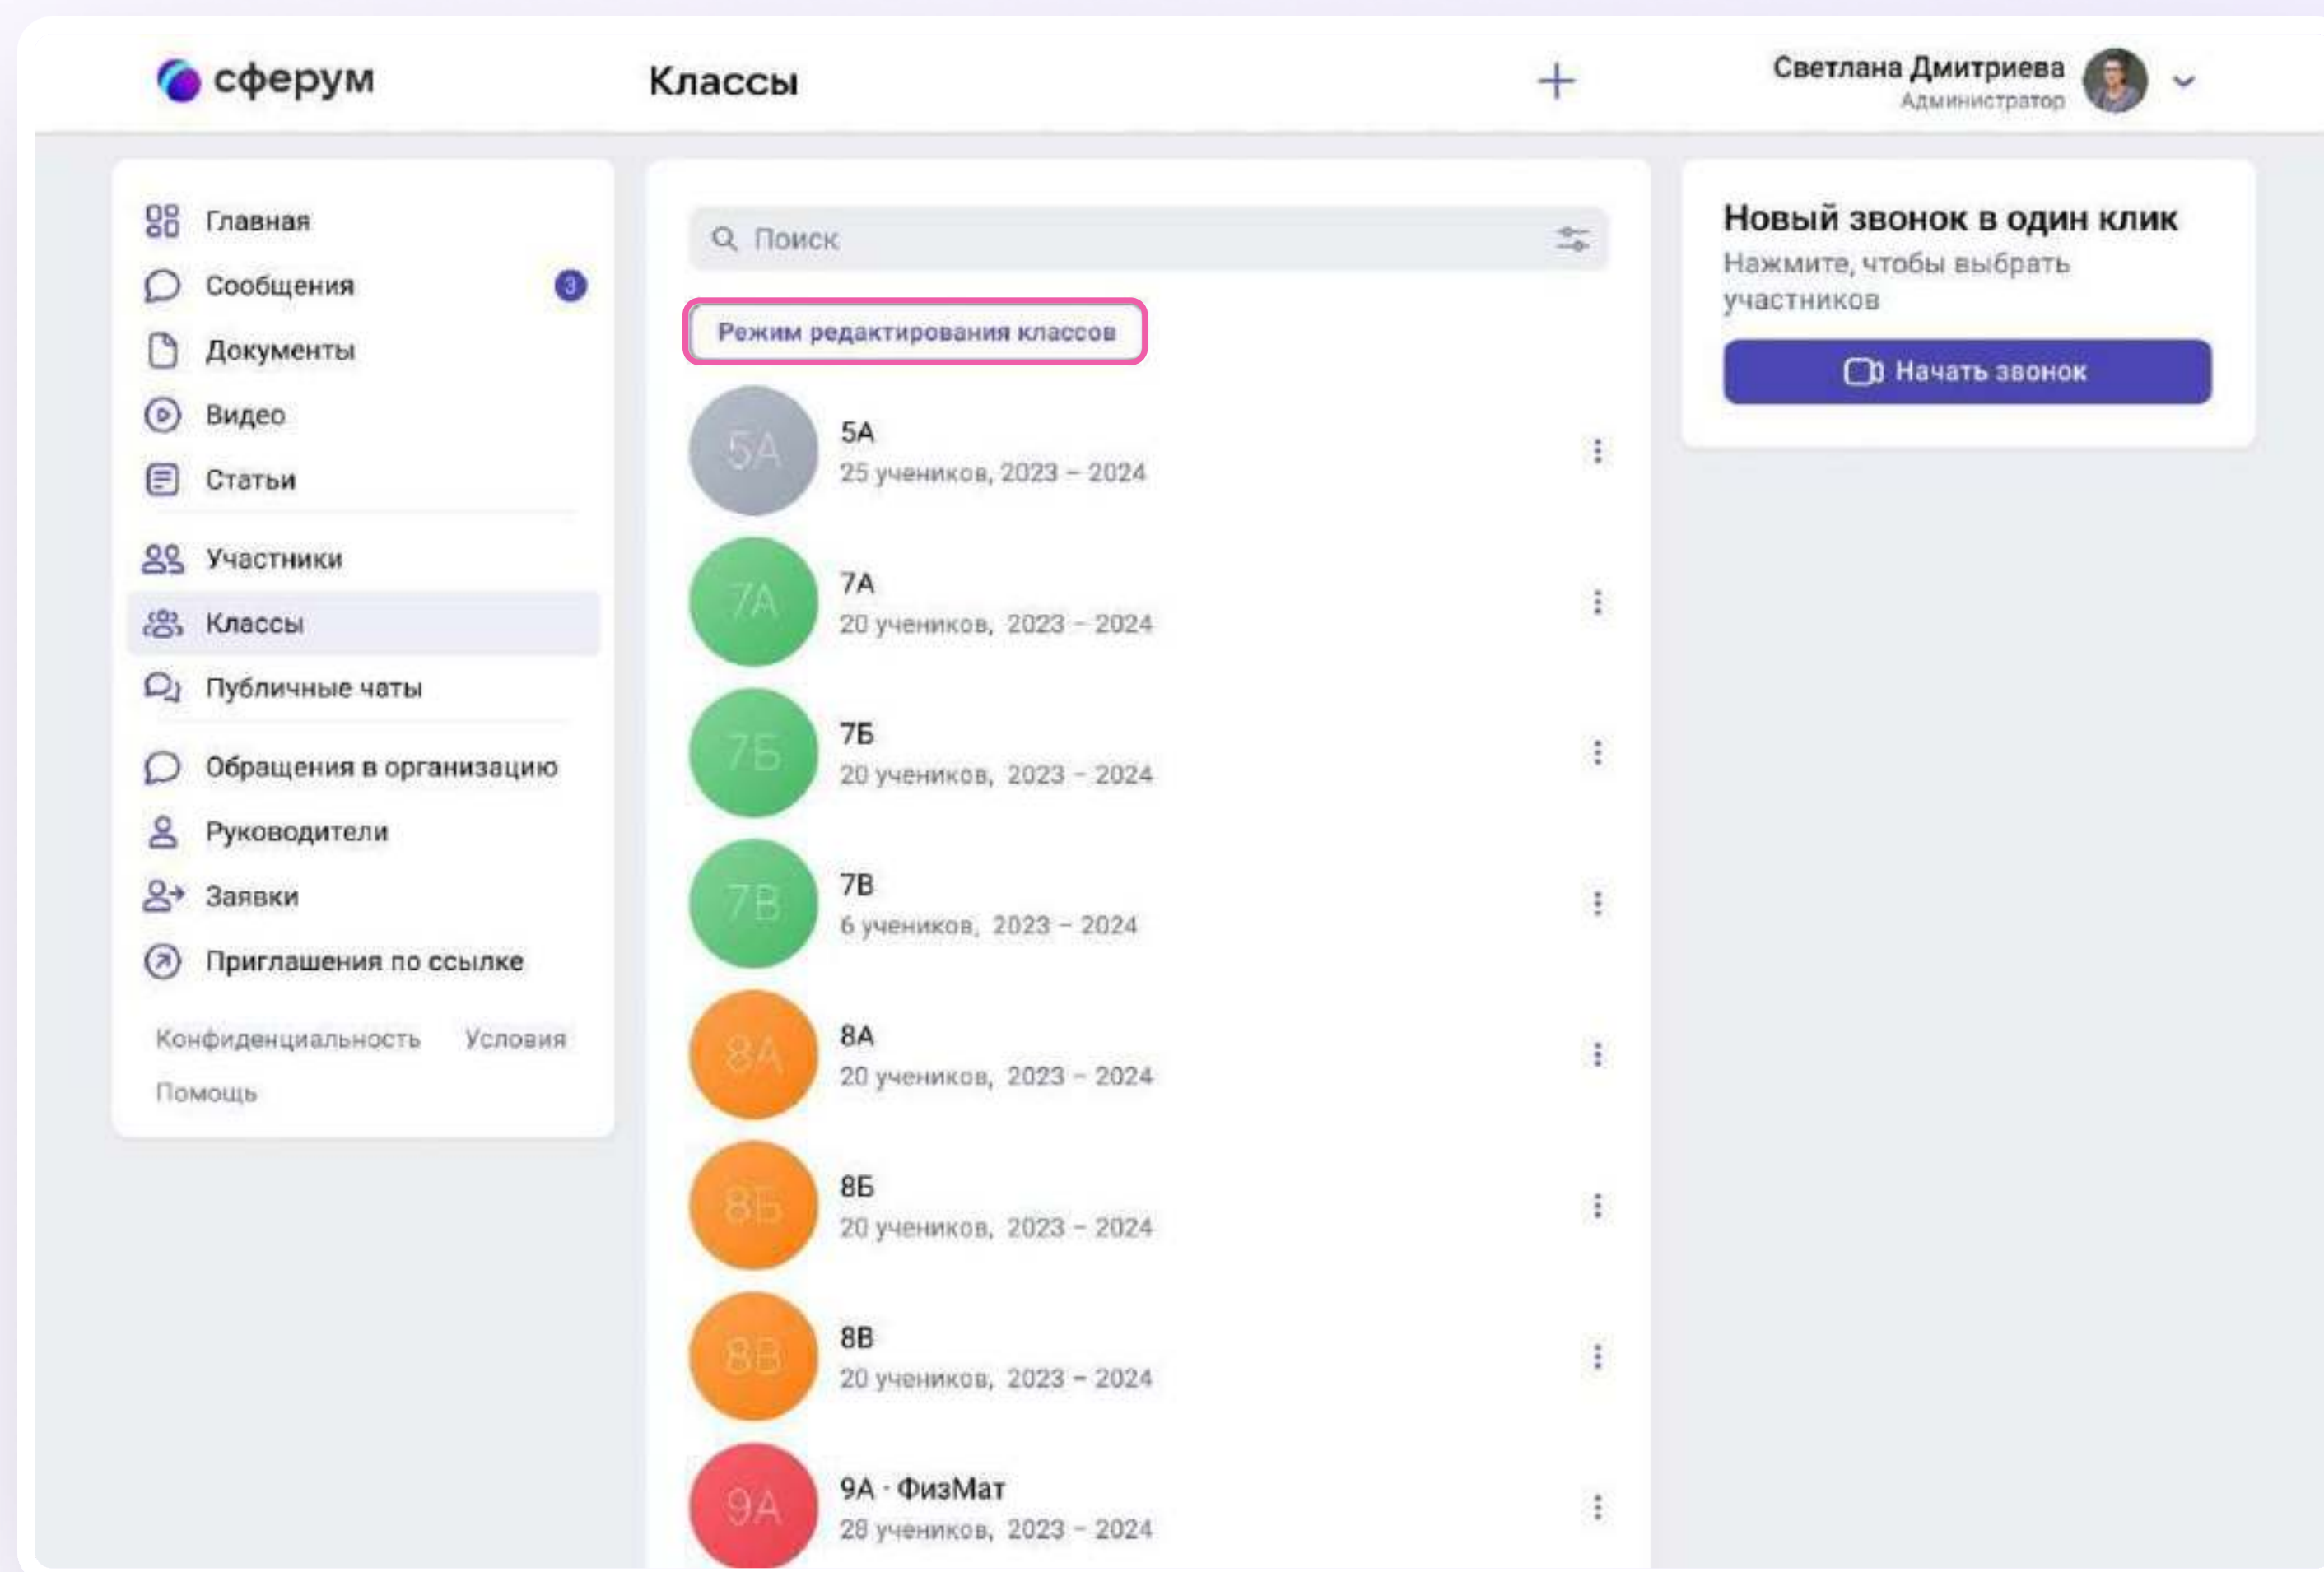 сферум
Классы
Светлана Дмитриева
Администратор
Главная
Сообщения
3
Документы
Видео
Статьи
Участники
Классы
Публичные чаты
Обращения в организацию
Руководители
Заявки
Приглашения по ссылке
Конфиденциальность Условия
Помощь
Поиск
Режим редактирования классов
5А
5А
25 учеников, 2023 – 2024
7А
7А
20 учеников, 2023 – 2024
7Б
7Б
20 учеников, 2023 – 2024
7В
7В
6 учеников, 2023 – 2024
8А
8А
20 учеников, 2023 – 2024
8Б
8Б
20 учеников, 2023 – 2024
8В
8В
20 учеников, 2023 – 2024
9А
9А · ФизМат
28 учеников, 2023 – 2024
Новый звонок в один клик
Нажмите, чтобы выбрать
участников
Начать звонок